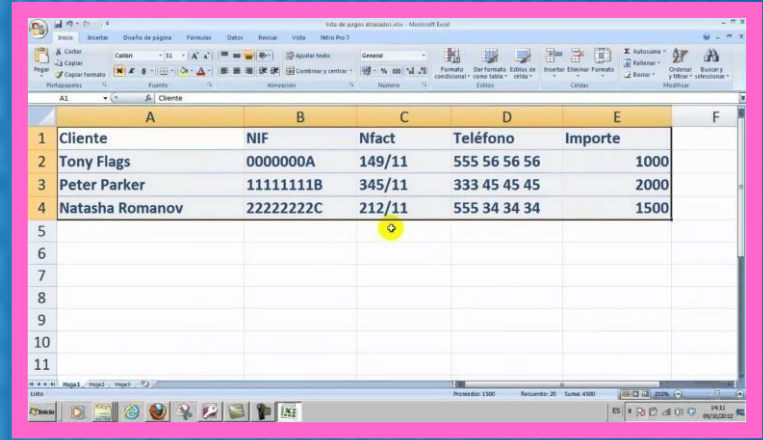 lista de pagos atrasados.xlsx - Microsoft Excel
Inicio Insertar Diseño de página Fórmulas Datos Revisar Vista Nitro Pro 7
Cortar
Copiar
Copiar formato
Pegar
Calibri 11
Ajustar texto
Combinar y centrar
General
Formato condicional
Dar formato como tabla
Estilos de celda
Insertar Eliminar Formato
Autosuma
Rellenar
Borrar
Ordenar y filtrar
Buscar y seleccionar
Portapapeles Fuente Alineación Número Estilos Celdas Modificar
A1 Cliente
A B C D E F
1 Cliente NIF Nfact Teléfono Importe
2 Tony Flags 0000000A 149/11 555 56 56 56 1000
3 Peter Parker 11111111B 345/11 333 45 45 45 2000
4 Natasha Romanov 22222222C 212/11 555 34 34 34 1500
5
6
7
8
9
10
11
Hoja1 Hoja2 Hoja3
Listo Promedio: 1500 Recuento: 20 Suma: 4500 210%
Inicio ES 14:11
09/10/2012